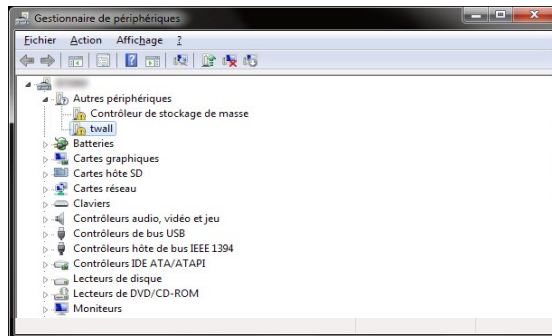 Gestionnaire de périphériques
Fichier Action Affichage ?
Autres périphériques
Contrôleur de stockage de masse
twall
Batteries
Cartes graphiques
Cartes hôte SD
Cartes réseau
Claviers
Contrôleurs audio, vidéo et jeu
Contrôleurs de bus USB
Contrôleurs hôte de bus IEEE 1394
Contrôleurs IDE ATA/ATAPI
Lecteurs de disque
Lecteurs de DVD/CD-ROM
Moniteurs